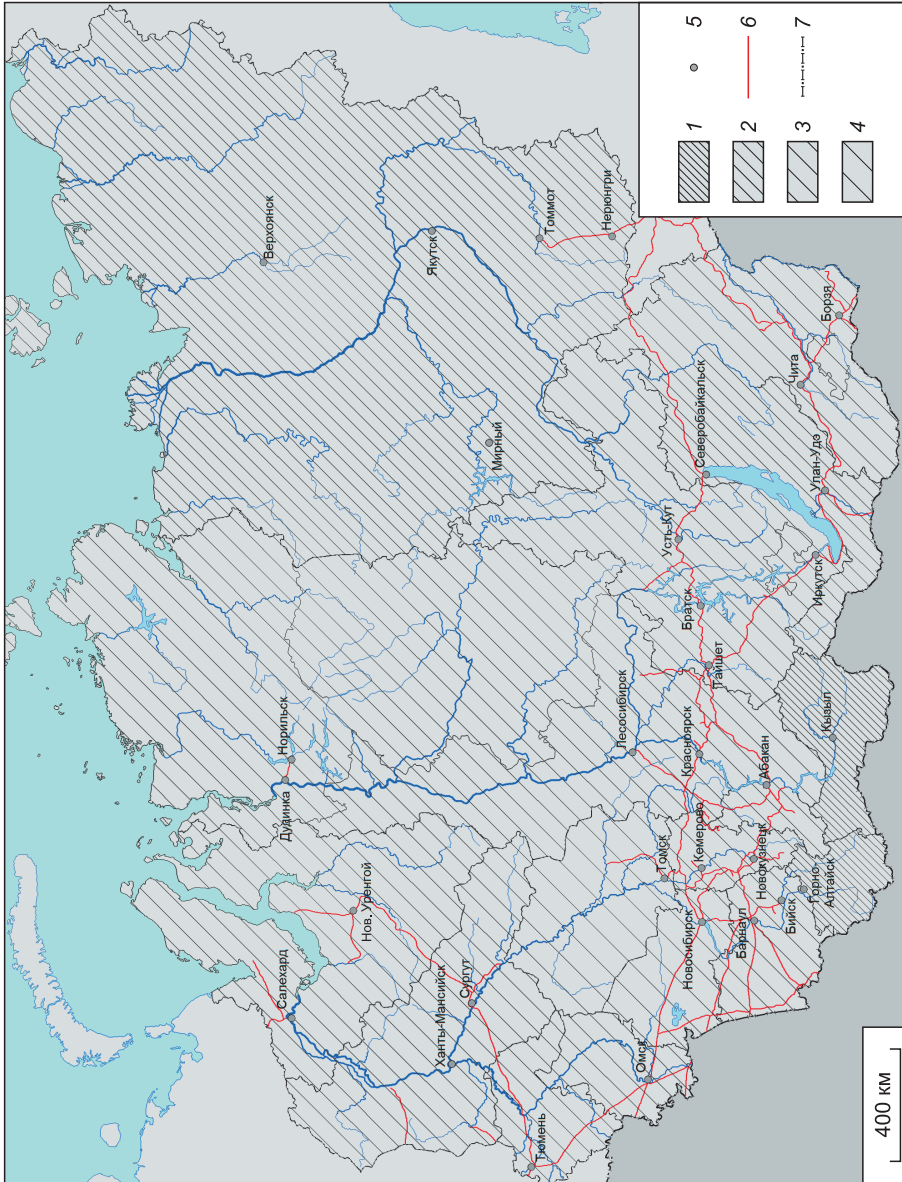 Верхоянск
Якутск
Томмот
Нерюнгри
Мирный
Борзя
Чита
Северобайкальск
Улан-Удэ
Усть-Кут
Иркутск
Братск
Тайшет
Норильск
Дудинка
Лесосибирск
Красноярск
Кызыл
Абакан
Нов. Уренгой
Томск
Кемерово
Новокузнецк
Салехард
Сургут
Ханты-Мансийск
Новосибирск
Барнаул
Бийск
Горно-
Алтайск
Омск
Тюмень
1
2
3
4
5
6
7
400 км